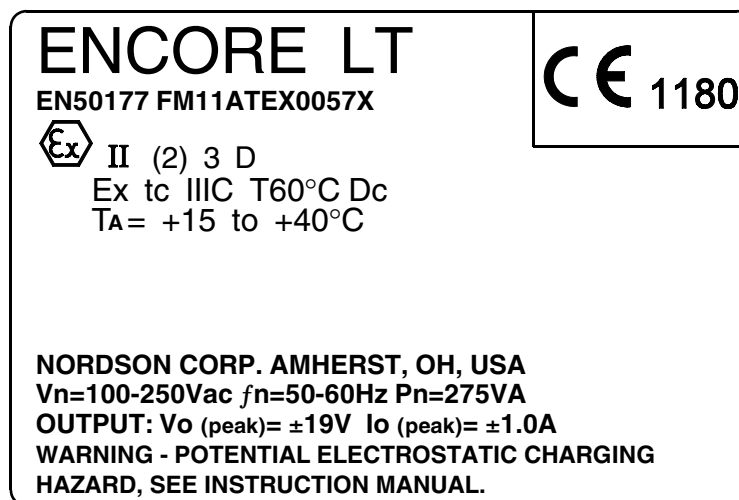 ENCORE LT
CE 1180
EN50177 FM11ATEX0057X
Ex II (2) 3 D
Ex tc IIIC T60°C Dc
TA= +15 to +40°C
NORDSON CORP. AMHERST, OH, USA
Vn=100-250Vac ƒn=50-60Hz Pn=275VA
OUTPUT: Vo (peak)= ±19V Io (peak)= ±1.0A
WARNING - POTENTIAL ELECTROSTATIC CHARGING
HAZARD, SEE INSTRUCTION MANUAL.